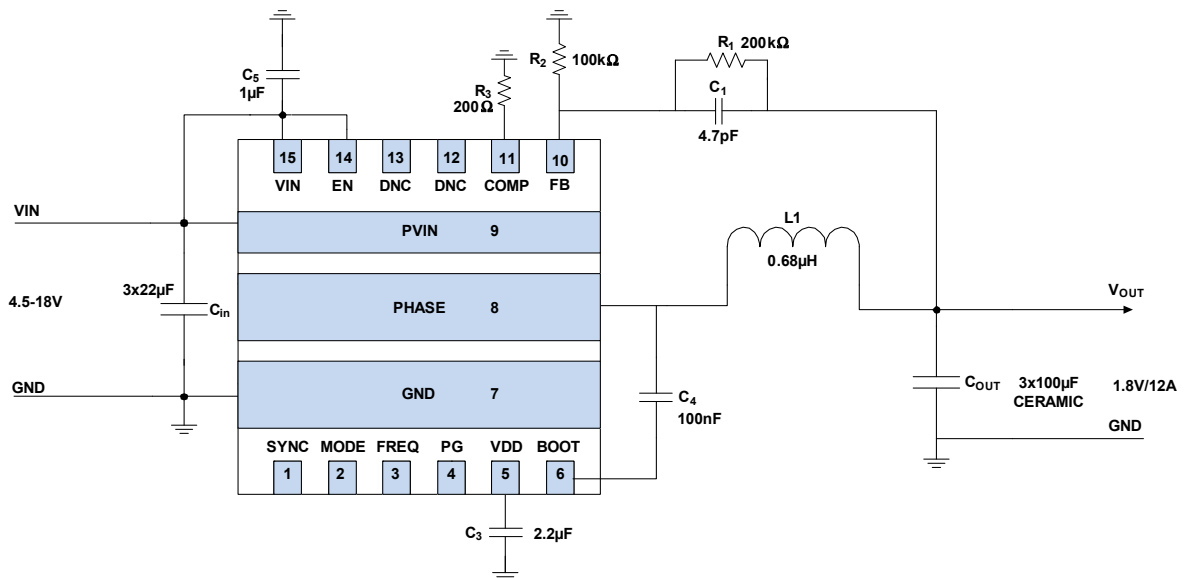 R1 200kΩ
R2
100kΩ
C5
1µF
R3
200Ω
C1
4.7pF
15
14
13
12
11
10
VIN
EN
DNC
DNC
COMP
FB
VIN
PVIN 9
L1
0.68µH
4.5-18V
3x22µF
Cin
PHASE 8
VOUT
GND
GND 7
C4
100nF
COUT
3x100µF
CERAMIC
1.8V/12A
GND
SYNC
MODE
FREQ
PG
VDD
BOOT
1
2
3
4
5
6
C3
2.2µF